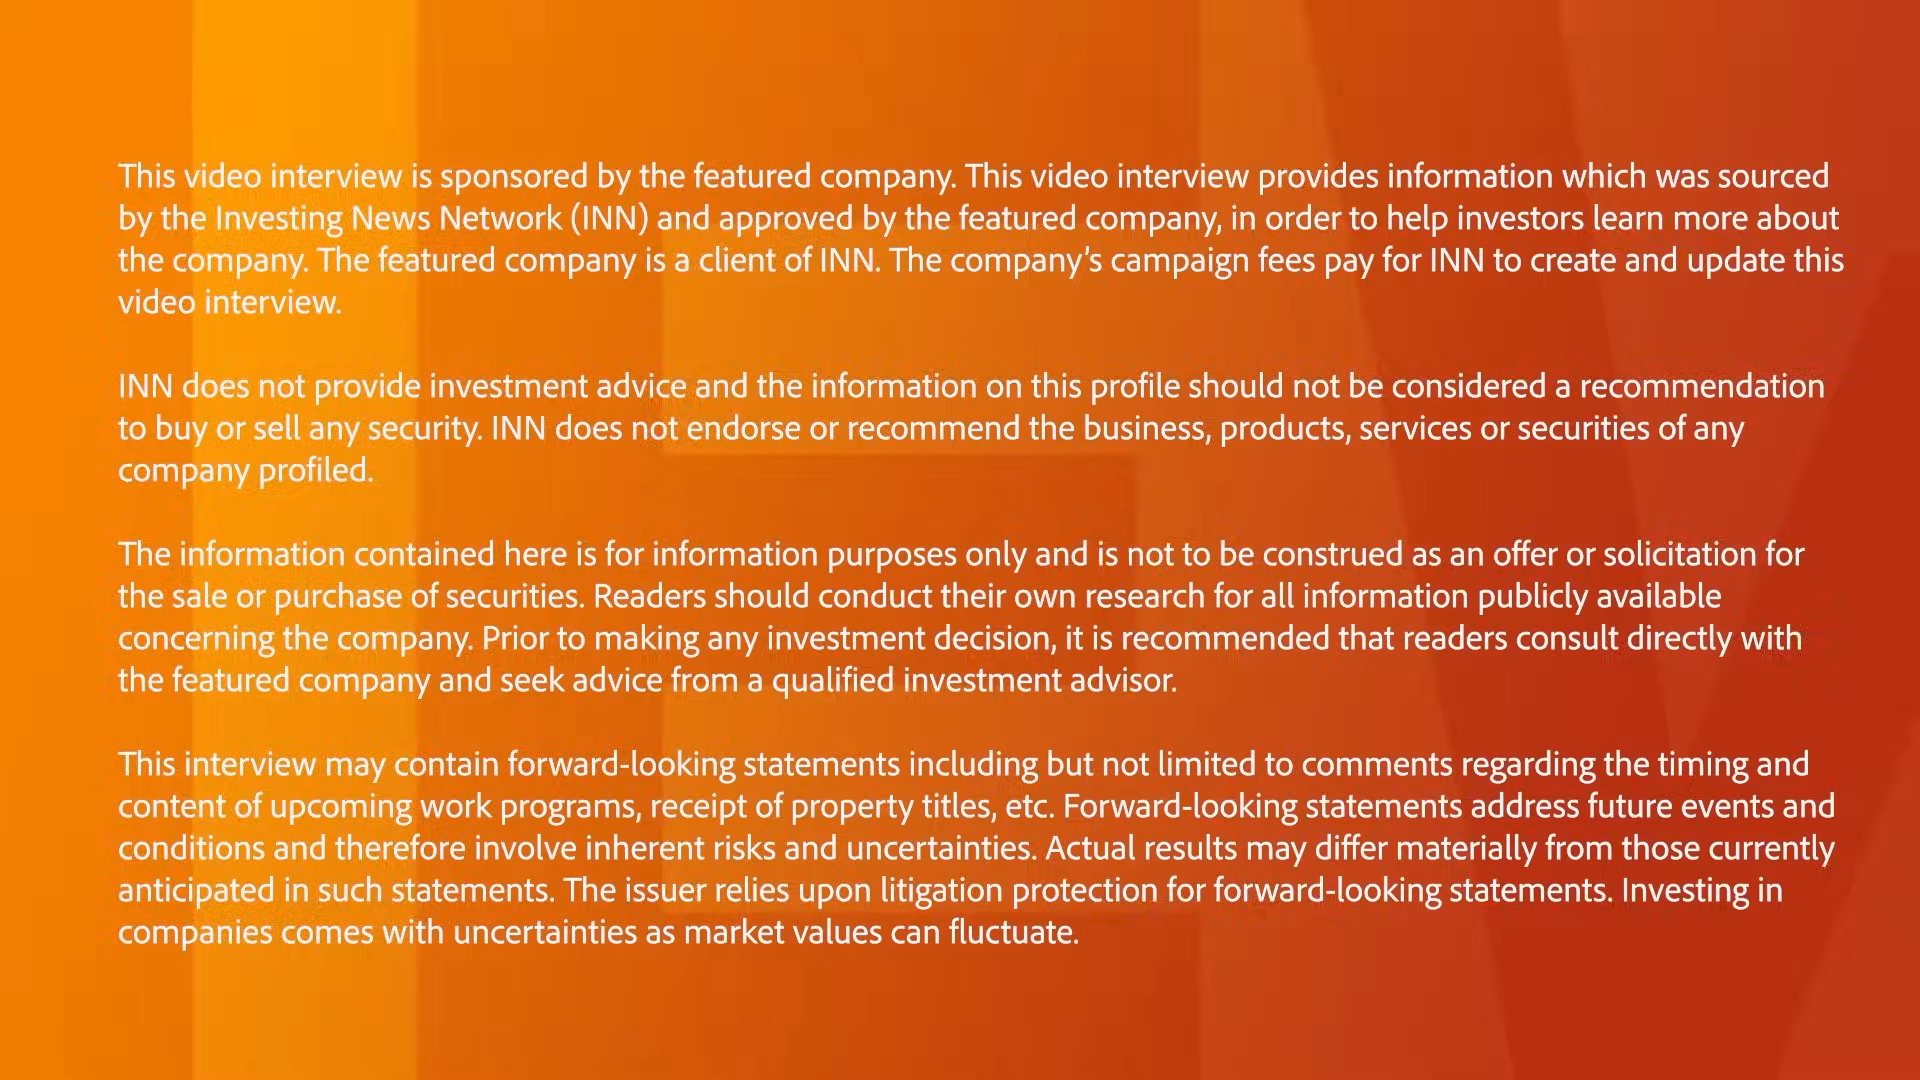 This video interview is sponsored by the featured company. This video interview provides information which was sourced
by the Investing News Network (INN) and approved by the featured company, in order to help investors learn more about
the company. The featured company is a client of INN. The company’s campaign fees pay for INN to create and update this
video interview.
INN does not provide investment advice and the information on this profile should not be considered a recommendation
to buy or sell any security. INN does not endorse or recommend the business, products, services or securities of any
company profiled.
The information contained here is for information purposes only and is not to be construed as an offer or solicitation for
the sale or purchase of securities. Readers should conduct their own research for all information publicly available
concerning the company. Prior to making any investment decision, it is recommended that readers consult directly with
the featured company and seek advice from a qualified investment advisor.
This interview may contain forward-looking statements including but not limited to comments regarding the timing and
content of upcoming work programs, receipt of property titles, etc. Forward-looking statements address future events and
conditions and therefore involve inherent risks and uncertainties. Actual results may differ materially from those currently
anticipated in such statements. The issuer relies upon litigation protection for forward-looking statements. Investing in
companies comes with uncertainties as market values can fluctuate.